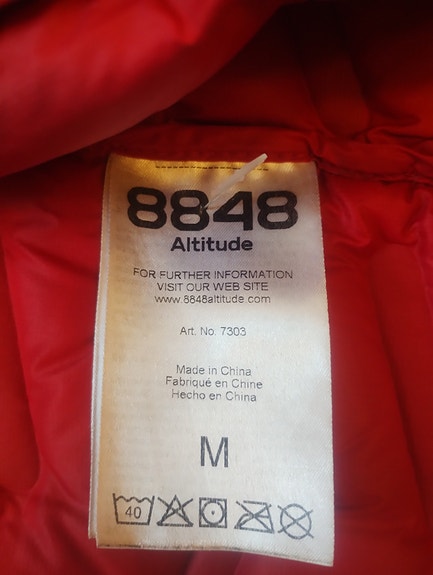 8848
Altitude
FOR FURTHER INFORMATION
VISIT OUR WEB SITE
www.8848altitude.com
Art. No. 7303
Made in China
Fabriqué en Chine
Hecho en China
M
40